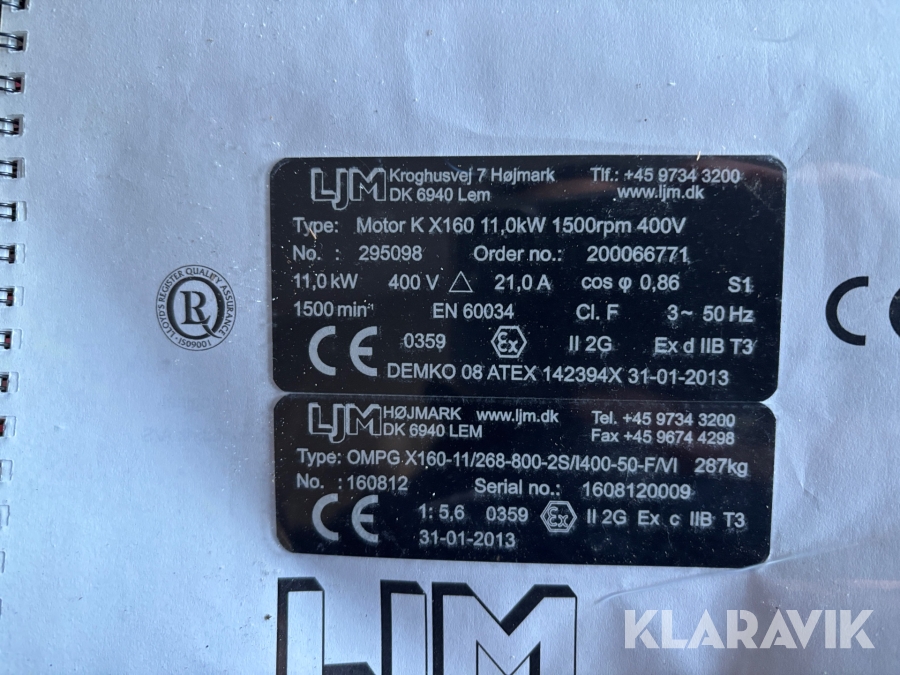 LJM Kroghusvej 7 Højmark Tlf.: +45 9734 3200
DK 6940 Lem www.ljm.dk
Type: Motor K X160 11,0kW 1500rpm 400V
No. : 295098 Order no.: 200066771
11,0 kW 400 V △ 21,0 A cos φ 0,86 S1
1500 min⁻¹ EN 60034 Cl. F 3~ 50 Hz
CE 0359 Ex II 2G Ex d IIB T3
DEMKO 08 ATEX 142394X 31-01-2013
LJM HØJMARK www.ljm.dk Tel. +45 9734 3200
DK 6940 LEM Fax +45 9674 4298
Type: OMPG X160-11/268-800-2S/I400-50-F/VI 287kg
No. :160812 Serial no.: 1608120009
CE 1: 5,6 0359 Ex II 2G Ex c IIB T3
31-01-2013
LLOYD'S REGISTER QUALITY ASSURANCE
LR
· ISO9001 ·
CE
LJM
KLARAVIK